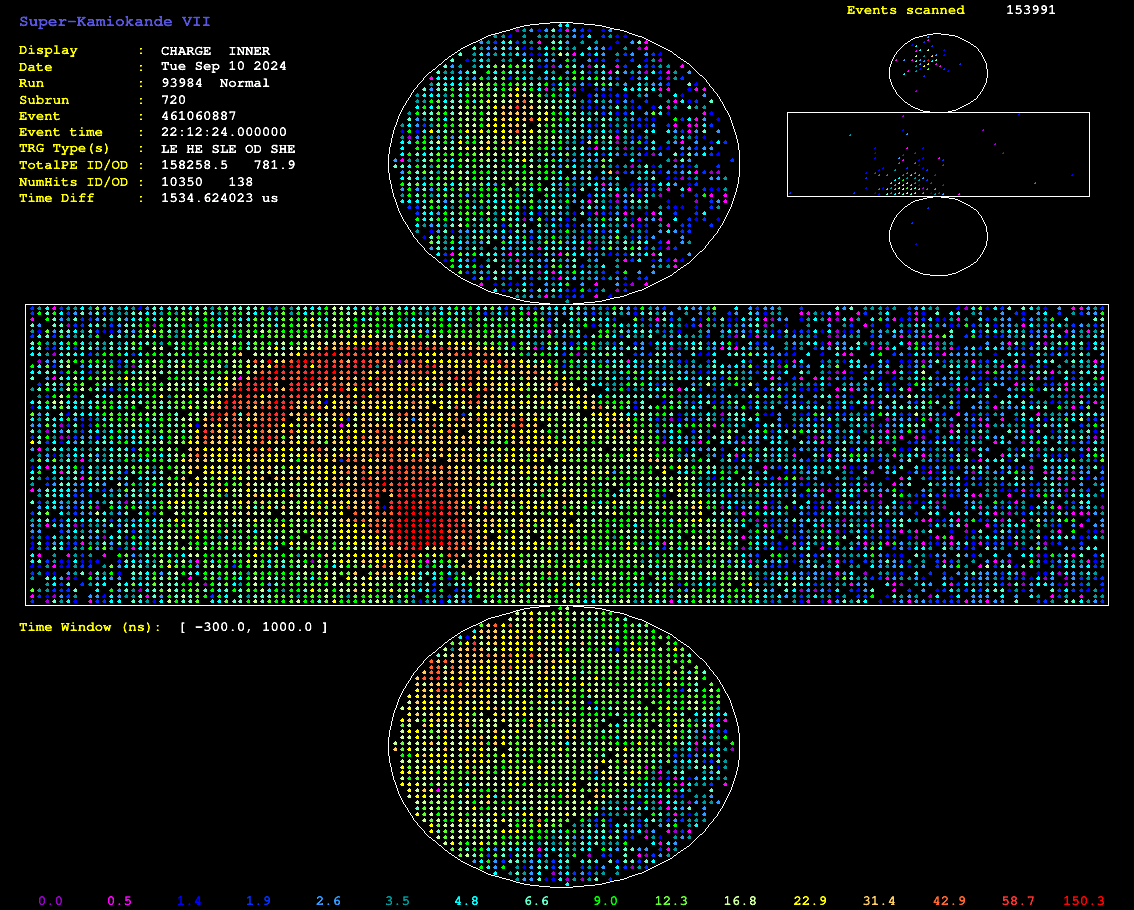 Super-Kamiokande VII
Events scanned 153991
Display : CHARGE INNER
Date : Tue Sep 10 2024
Run : 93984 Normal
Subrun : 720
Event : 461060887
Event time : 22:12:24.000000
TRG Type(s) : LE HE SLE OD SHE
TotalPE ID/OD : 158258.5 781.9
NumHits ID/OD : 10350 138
Time Diff : 1534.624023 us
Time Window (ns): [ -300.0, 1000.0 ]
0.0 0.5 1.4 1.9 2.6 3.5 4.8 6.6 9.0 12.3 16.8 22.9 31.4 42.9 58.7 150.3